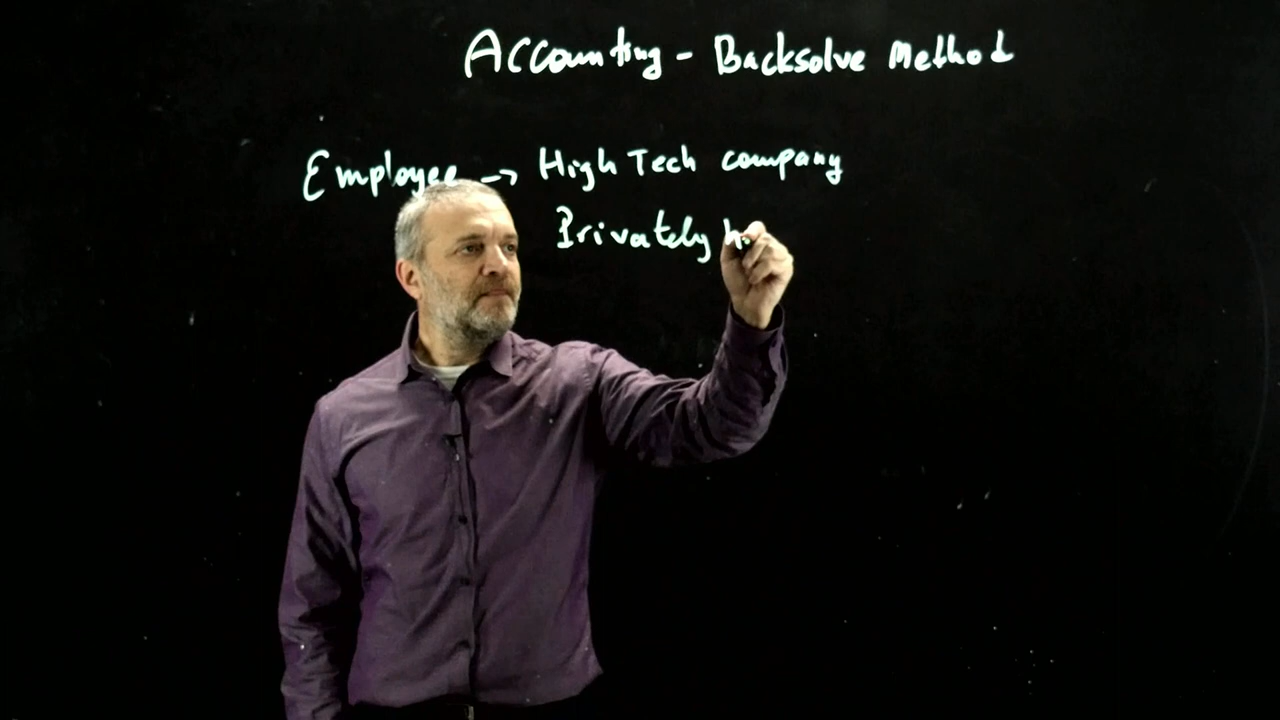 Accounting - Backsolve Method
Employee → High Tech company
Privately